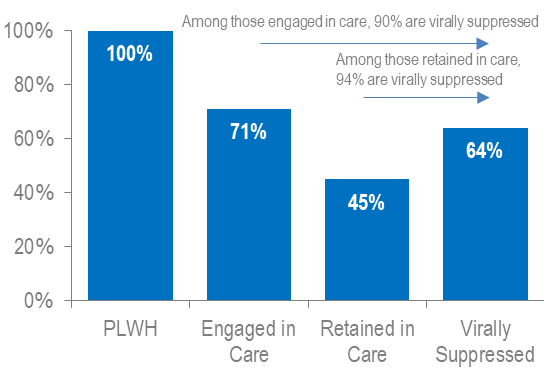 Among those engaged in care, 90% are virally suppressed
Among those retained in care,
94% are virally suppressed
100%
80%
60%
40%
20%
0%
100%
71%
45%
64%
PLWH
Engaged in
Care
Retained in
Care
Virally
Suppressed